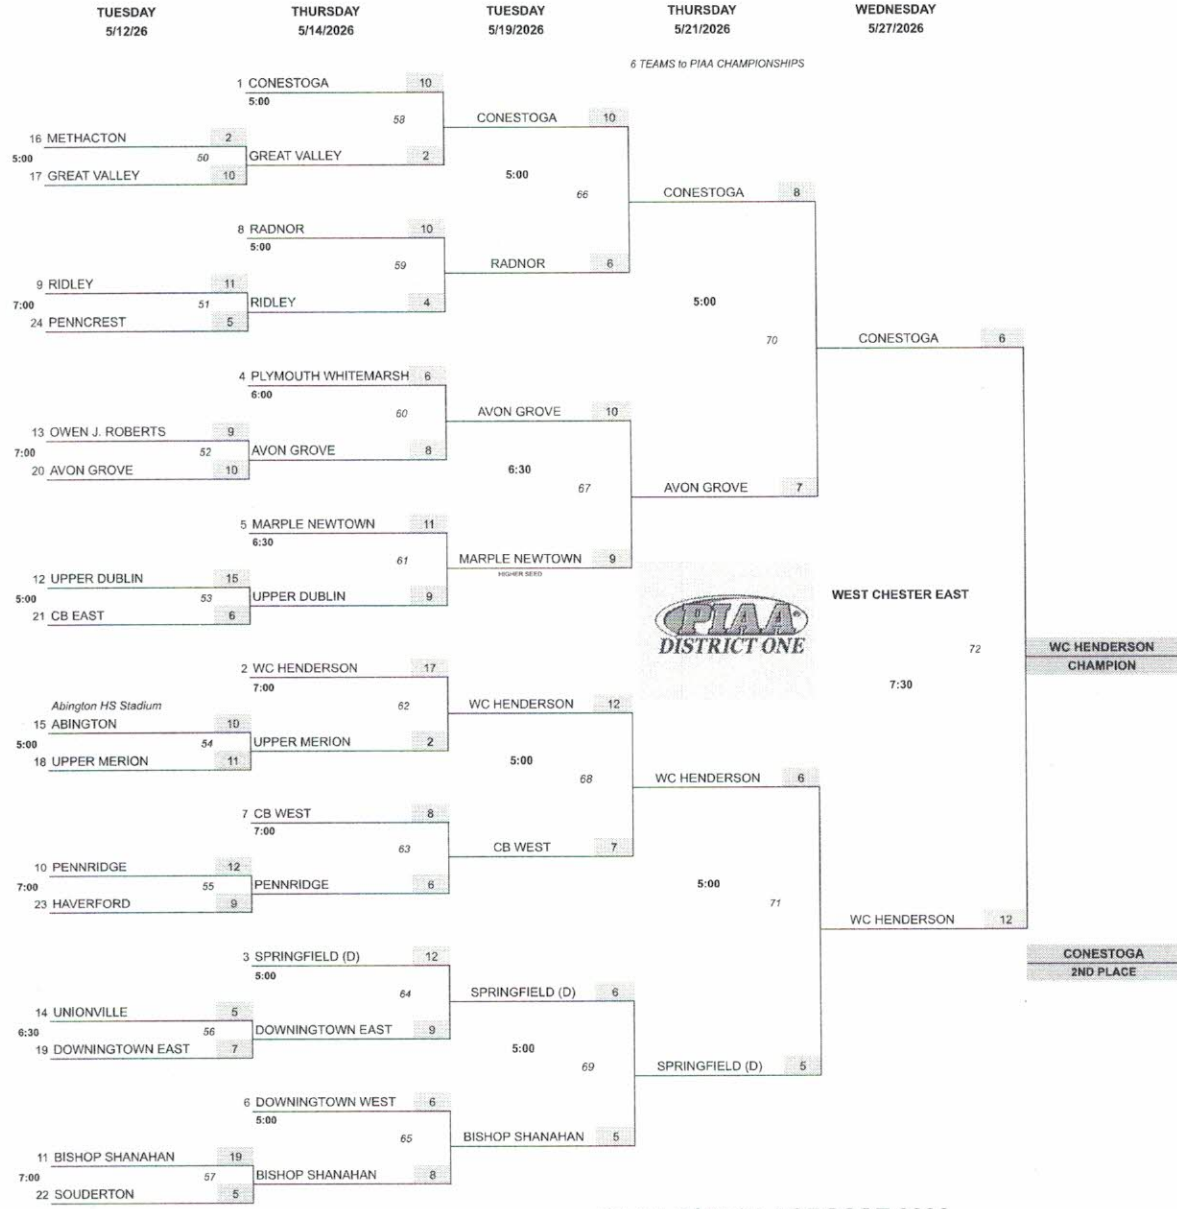 TUESDAY THURSDAY TUESDAY THURSDAY WEDNESDAY
5/12/26 5/14/2026 5/19/2026 5/21/2026 5/27/2026
6 TEAMS to PIAA CHAMPIONSHIPS
1 CONESTOGA 10
5:00
58
CONESTOGA 10
16 METHACTON 2
5:00 50
GREAT VALLEY 2
17 GREAT VALLEY 10
5:00
66
CONESTOGA 8
8 RADNOR 10
5:00
59
RADNOR 6
9 RIDLEY 11
7:00 51
RIDLEY 4
24 PENNCREST 5
5:00
70
CONESTOGA 6
4 PLYMOUTH WHITEMARSH 6
6:00
60
AVON GROVE 10
13 OWEN J. ROBERTS 9
7:00 52
AVON GROVE 8
20 AVON GROVE 10
6:30
67
AVON GROVE 7
5 MARPLE NEWTOWN 11
6:30
61
MARPLE NEWTOWN 9
HIGHER SEED
12 UPPER DUBLIN 15
5:00 53
UPPER DUBLIN 9
21 CB EAST 6
PIAA®
DISTRICT ONE
WEST CHESTER EAST
72
7:30
WC HENDERSON
CHAMPION
2 WC HENDERSON 17
7:00
62
WC HENDERSON 12
Abington HS Stadium
15 ABINGTON 10
5:00 54
UPPER MERION 2
18 UPPER MERION 11
5:00
68
WC HENDERSON 6
7 CB WEST 8
7:00
63
CB WEST 7
10 PENNRIDGE 12
7:00 55
PENNRIDGE 6
23 HAVERFORD 9
5:00
71
WC HENDERSON 12
CONESTOGA
2ND PLACE
3 SPRINGFIELD (D) 12
5:00
64
SPRINGFIELD (D) 6
14 UNIONVILLE 5
6:30 56
DOWNINGTOWN EAST 9
19 DOWNINGTOWN EAST 7
5:00
69
SPRINGFIELD (D) 5
6 DOWNINGTOWN WEST 6
5:00
65
BISHOP SHANAHAN 5
11 BISHOP SHANAHAN 19
7:00 57
BISHOP SHANAHAN 8
22 SOUDERTON 5